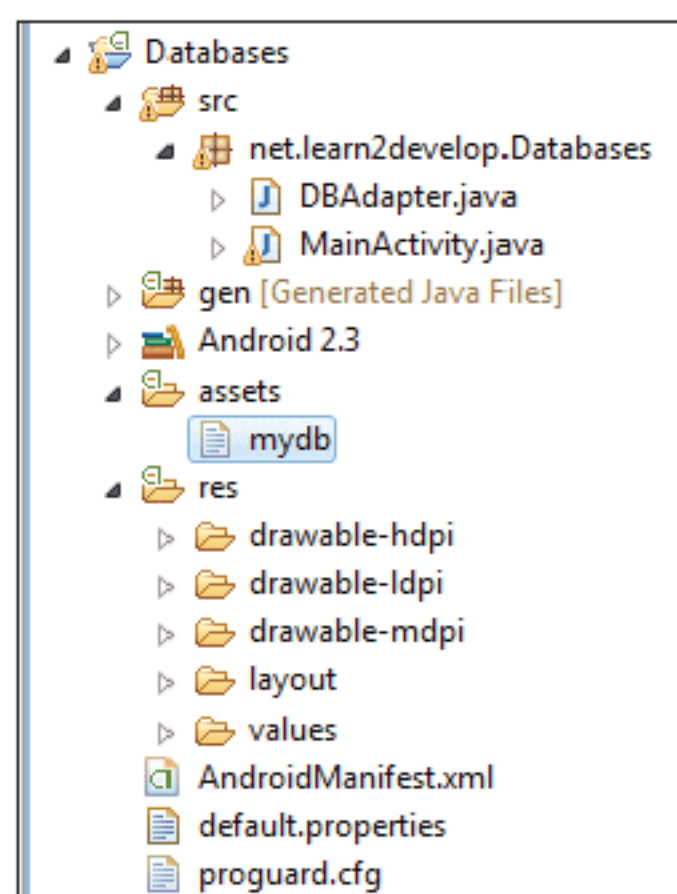 Databases
src
net.learn2develop.Databases
DBAdapter.java
MainActivity.java
gen [Generated Java Files]
Android 2.3
assets
mydb
res
drawable-hdpi
drawable-ldpi
drawable-mdpi
layout
values
AndroidManifest.xml
default.properties
proguard.cfg